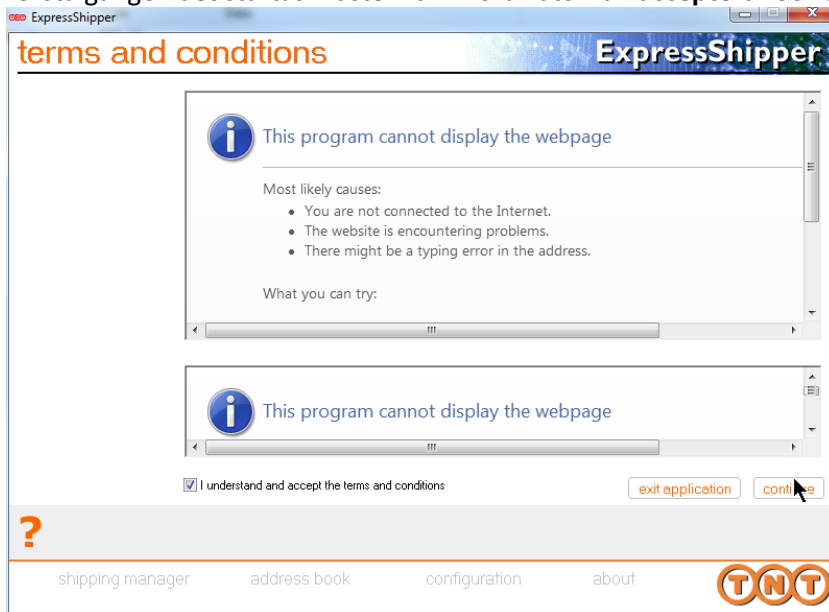 ExpressShipper
terms and conditions
ExpressShipper
This program cannot display the webpage
Most likely causes:
• You are not connected to the Internet.
• The website is encountering problems.
• There might be a typing error in the address.
What you can try:
This program cannot display the webpage
I understand and accept the terms and conditions
exit application
?
shipping manager address book configuration about
TNT